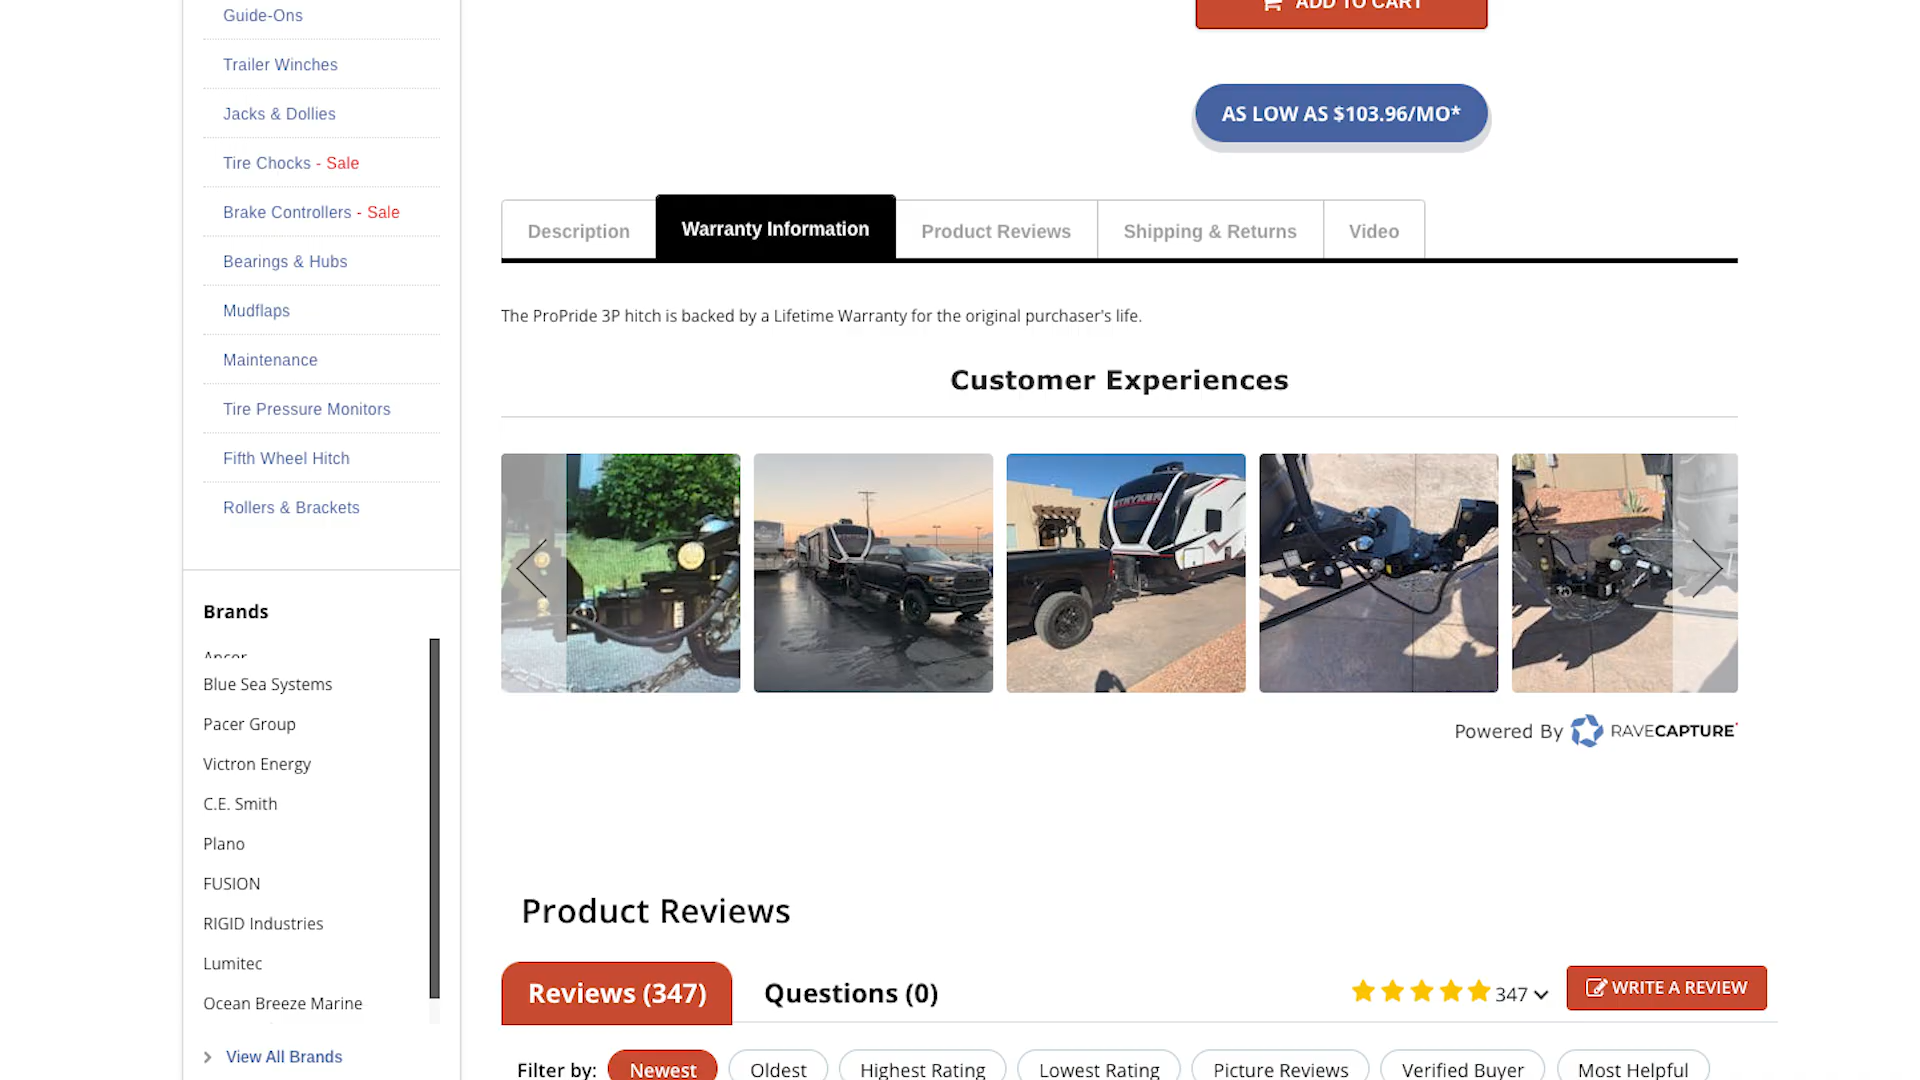 Guide-Ons
Trailer Winches
Jacks & Dollies
Tire Chocks - Sale
Brake Controllers - Sale
Bearings & Hubs
Mudflaps
Maintenance
Tire Pressure Monitors
Fifth Wheel Hitch
Rollers & Brackets
Brands
Ancor
Blue Sea Systems
Pacer Group
Victron Energy
C.E. Smith
Plano
FUSION
RIGID Industries
Lumitec
Ocean Breeze Marine
View All Brands
ADD TO CART
AS LOW AS $103.96/MO*
Description
Warranty Information
Product Reviews
Shipping & Returns
Video
The ProPride 3P hitch is backed by a Lifetime Warranty for the original purchaser's life.
Customer Experiences
STRYKER
Powered By RAVECAPTURE
Product Reviews
Reviews (347)
Questions (0)
347
WRITE A REVIEW
Filter by:
Newest
Oldest
Highest Rating
Lowest Rating
Picture Reviews
Verified Buyer
Most Helpful